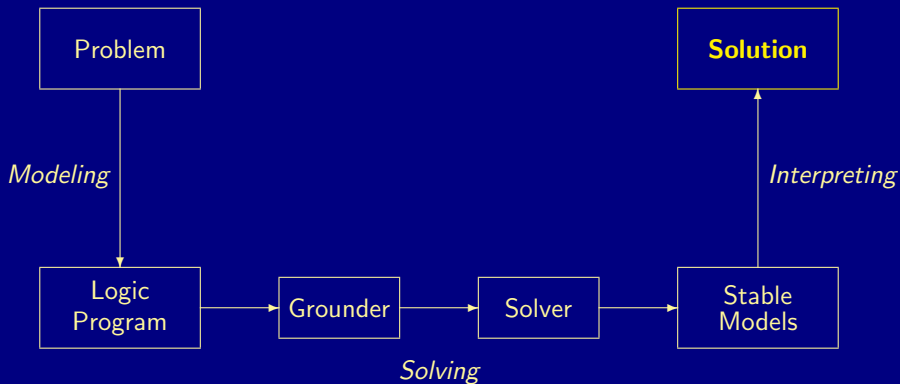 Problem
Solution
Modeling
Interpreting
Logic
Program
Grounder
Solver
Stable
Models
Solving